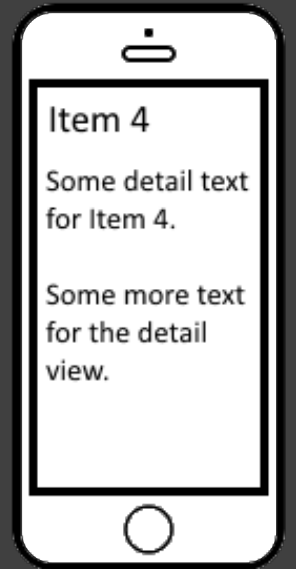 Item 4
Some detail text
for Item 4.
Some more text
for the detail
view.